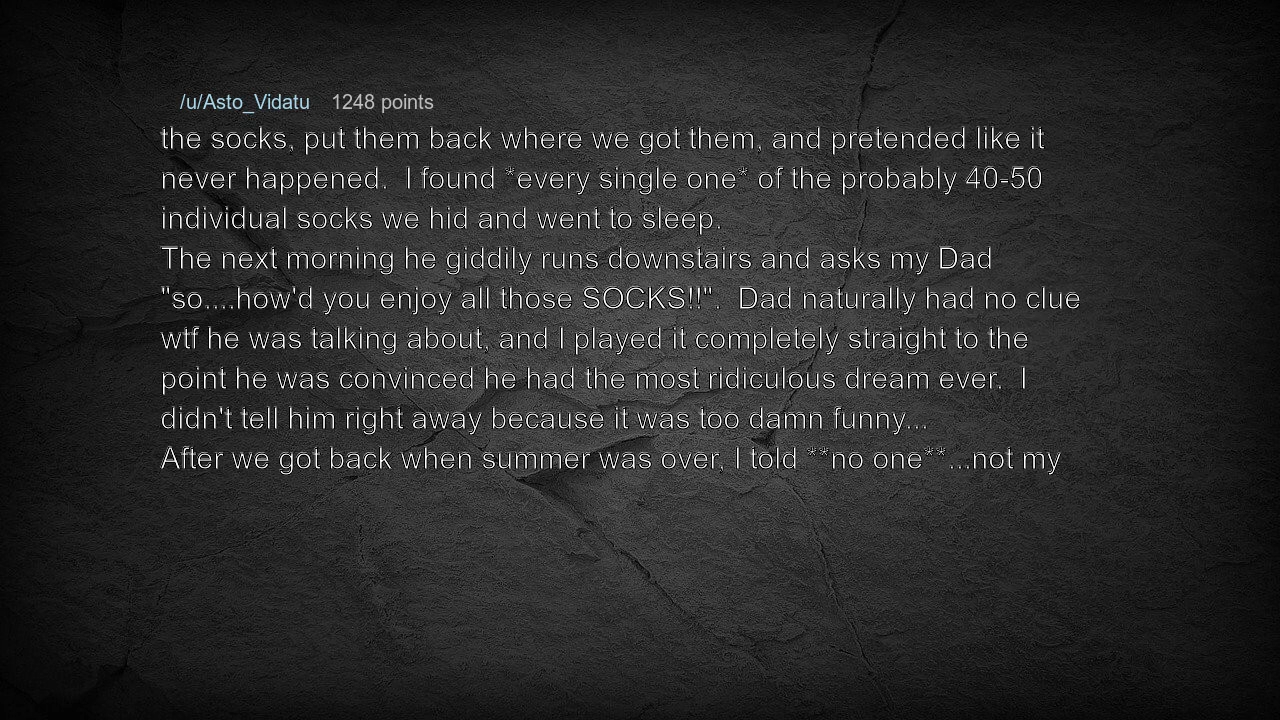 /u/Asto_Vidatu 1248 points
the socks, put them back where we got them, and pretended like it
never happened.  I found *every single one* of the probably 40-50
individual socks we hid and went to sleep.
The next morning he giddily runs downstairs and asks my Dad
"so....how'd you enjoy all those SOCKS!!".  Dad naturally had no clue
wtf he was talking about, and I played it completely straight to the
point he was convinced he had the most ridiculous dream ever.  I
didn't tell him right away because it was too damn funny...
After we got back when summer was over, I told **no one**...not my